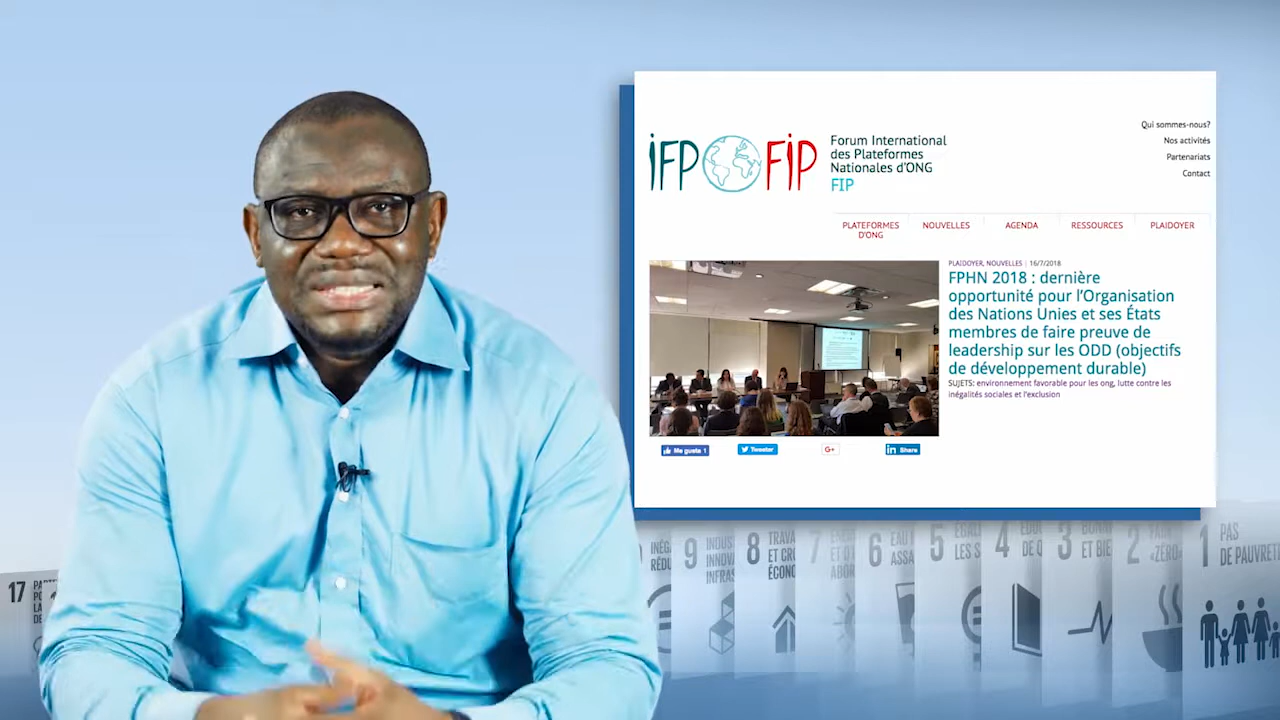 iFP FiP
Forum International
des Plateformes
Nationales d'ONG
FIP
Qui sommes-nous?
Nos activités
Partenariats
Contact
PLATEFORMES
D'ONG
NOUVELLES
AGENDA
RESSOURCES
PLAIDOYER
PLAIDOYER, NOUVELLES | 16/7/2018
FPHN 2018 : dernière
opportunité pour l'Organisation
des Nations Unies et ses États
membres de faire preuve de
leadership sur les ODD (objectifs
de développement durable)
SUJETS: environnement favorable pour les ong, lutte contre les
inégalités sociales et l'exclusion
Me gusta 1
Tweeter
G+
in Share
17
9
8
7
6
5
4
3
2
1 PAS
DE